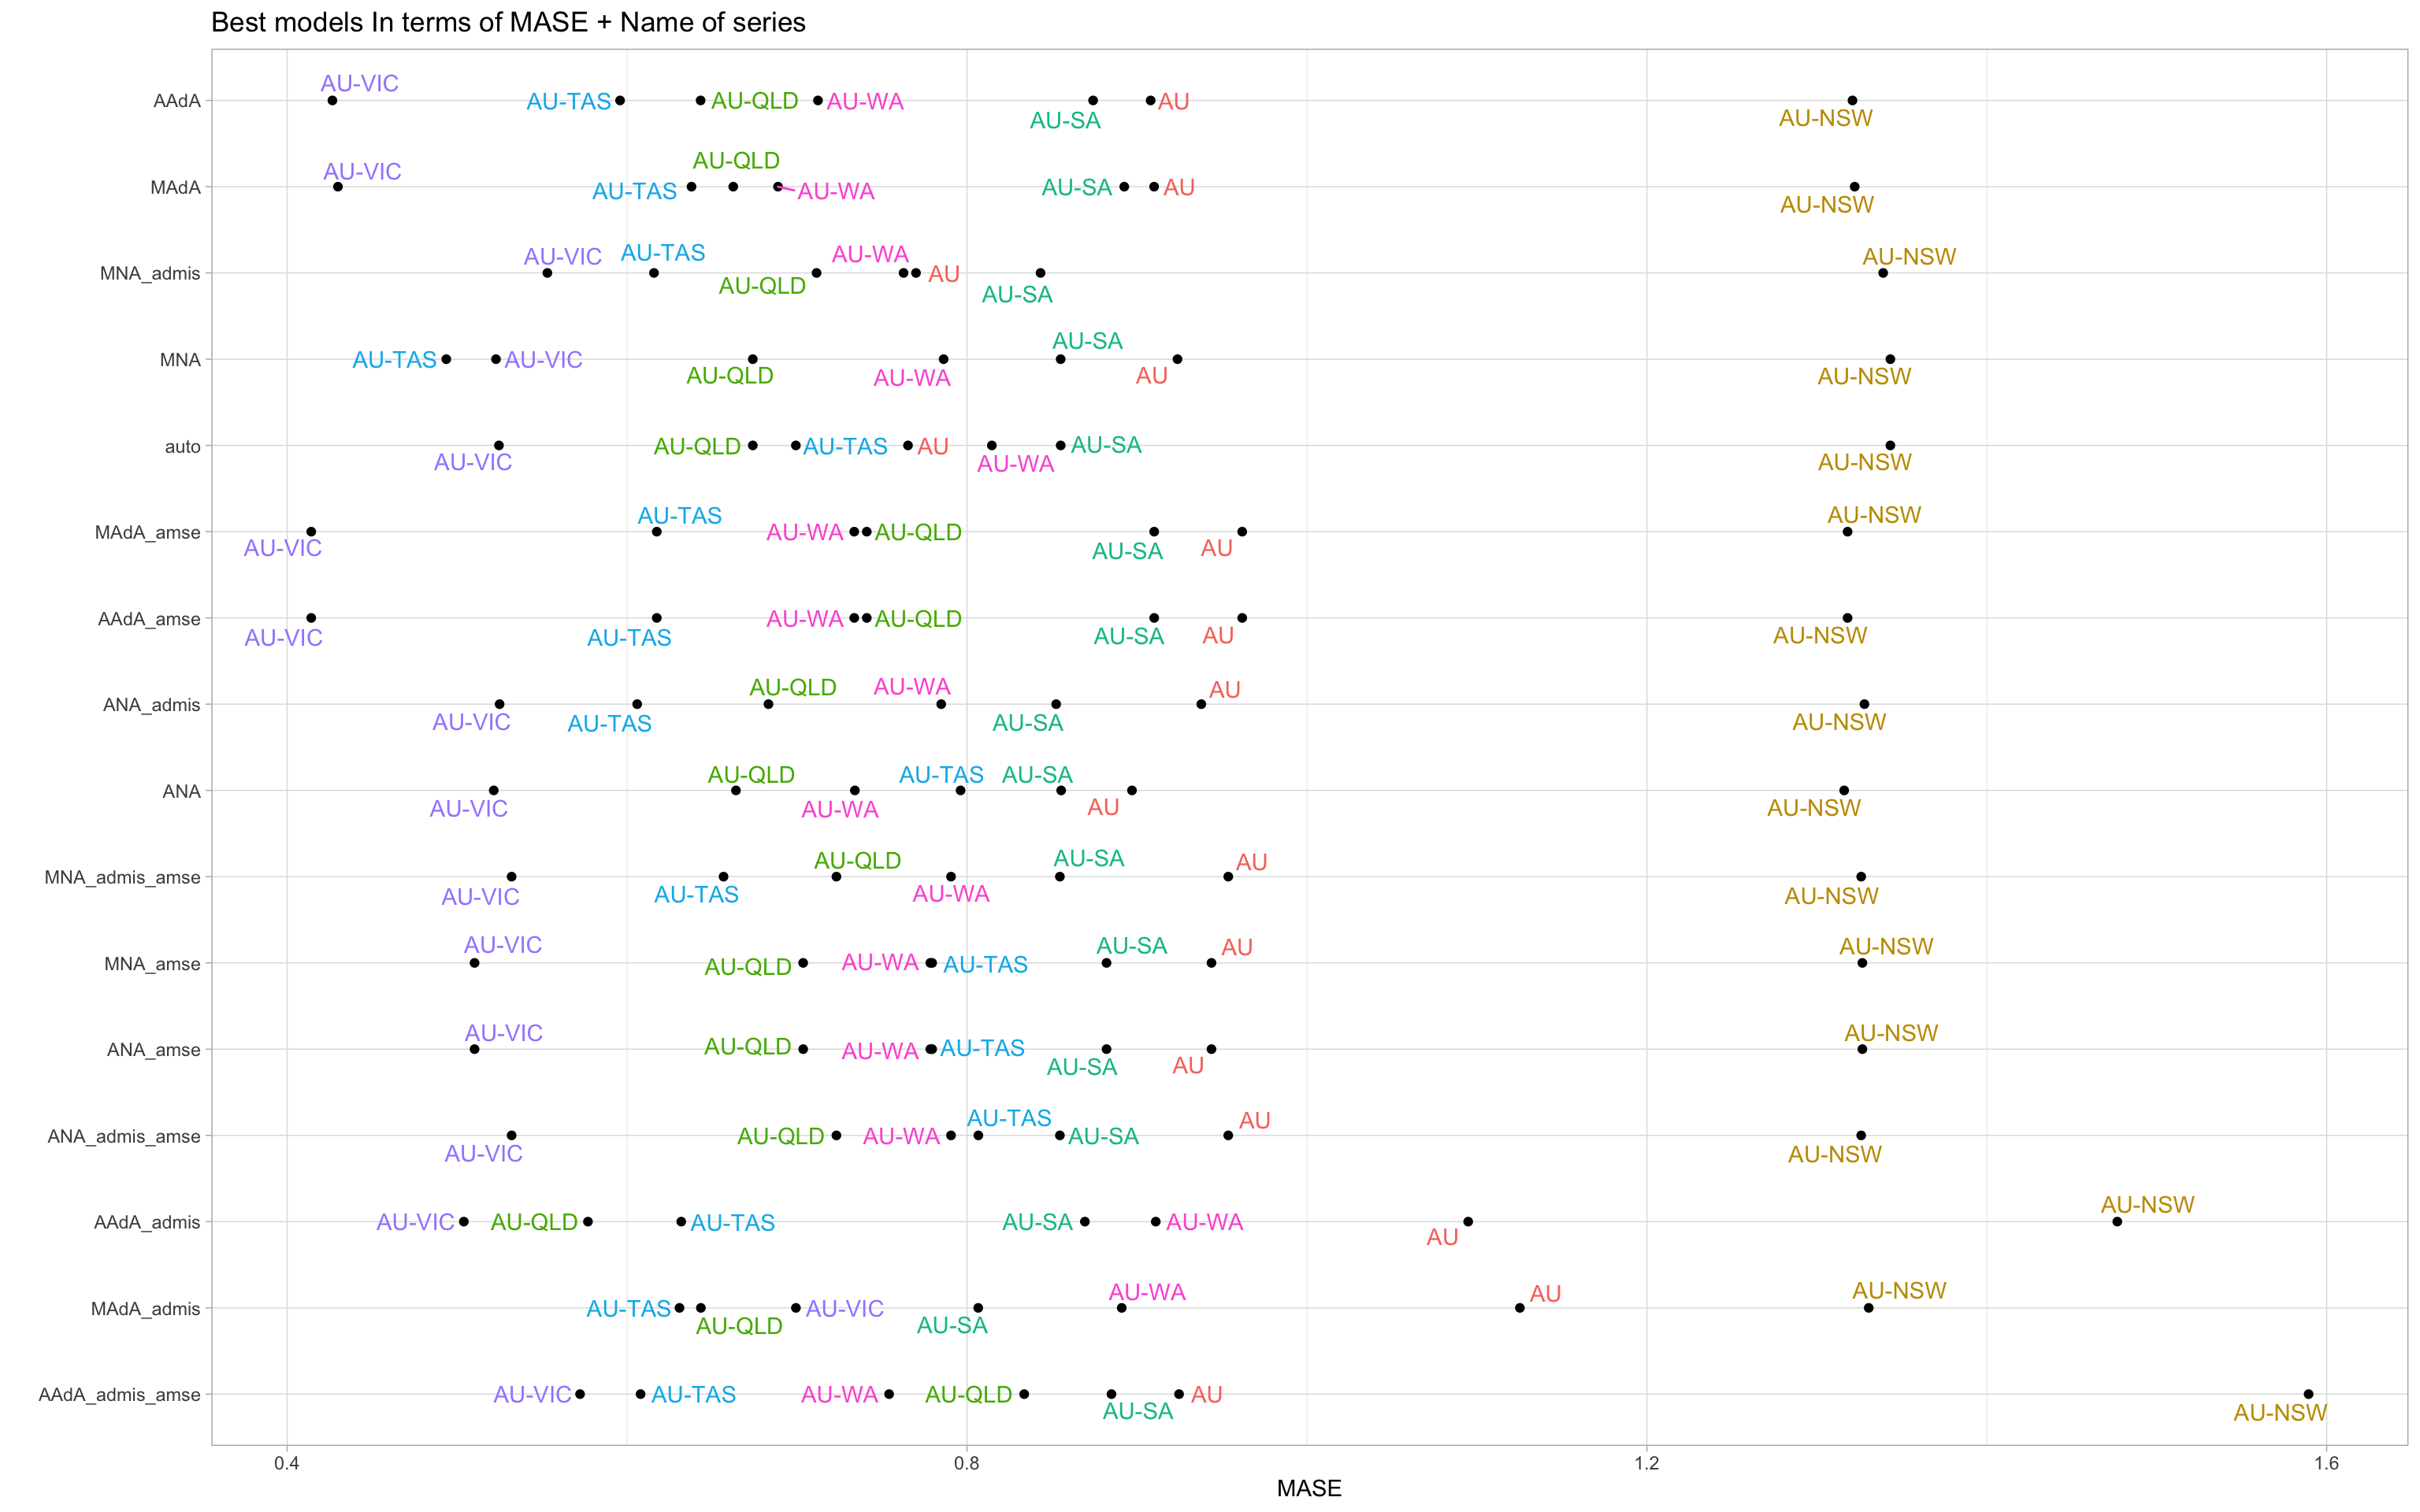 Best models In terms of MASE + Name of series
AAdA AU-VIC AU-TAS AU-QLD AU-WA AU-SA AU AU-NSW
MAdA AU-VIC AU-TAS AU-QLD AU-WA AU-SA AU AU-NSW
MNA_admis AU-VIC AU-TAS AU-QLD AU-WA AU AU-SA AU-NSW
MNA AU-TAS AU-VIC AU-QLD AU-WA AU-SA AU AU-NSW
auto AU-VIC AU-QLD AU-TAS AU AU-WA AU-SA AU-NSW
MAdA_amse AU-VIC AU-TAS AU-WA AU-QLD AU-SA AU AU-NSW
AAdA_amse AU-VIC AU-TAS AU-WA AU-QLD AU-SA AU AU-NSW
ANA_admis AU-VIC AU-TAS AU-QLD AU-WA AU-SA AU AU-NSW
ANA AU-VIC AU-QLD AU-WA AU-TAS AU-SA AU AU-NSW
MNA_admis_amse AU-VIC AU-TAS AU-QLD AU-WA AU-SA AU AU-NSW
MNA_amse AU-VIC AU-QLD AU-WA AU-TAS AU-SA AU AU-NSW
ANA_amse AU-VIC AU-QLD AU-WA AU-TAS AU-SA AU AU-NSW
ANA_admis_amse AU-VIC AU-QLD AU-WA AU-TAS AU-SA AU AU-NSW
AAdA_admis AU-VIC AU-QLD AU-TAS AU-SA AU-WA AU AU-NSW
MAdA_admis AU-TAS AU-QLD AU-VIC AU-SA AU-WA AU AU-NSW
AAdA_admis_amse AU-VIC AU-TAS AU-WA AU-QLD AU-SA AU AU-NSW
0.4 0.8 1.2 1.6
MASE